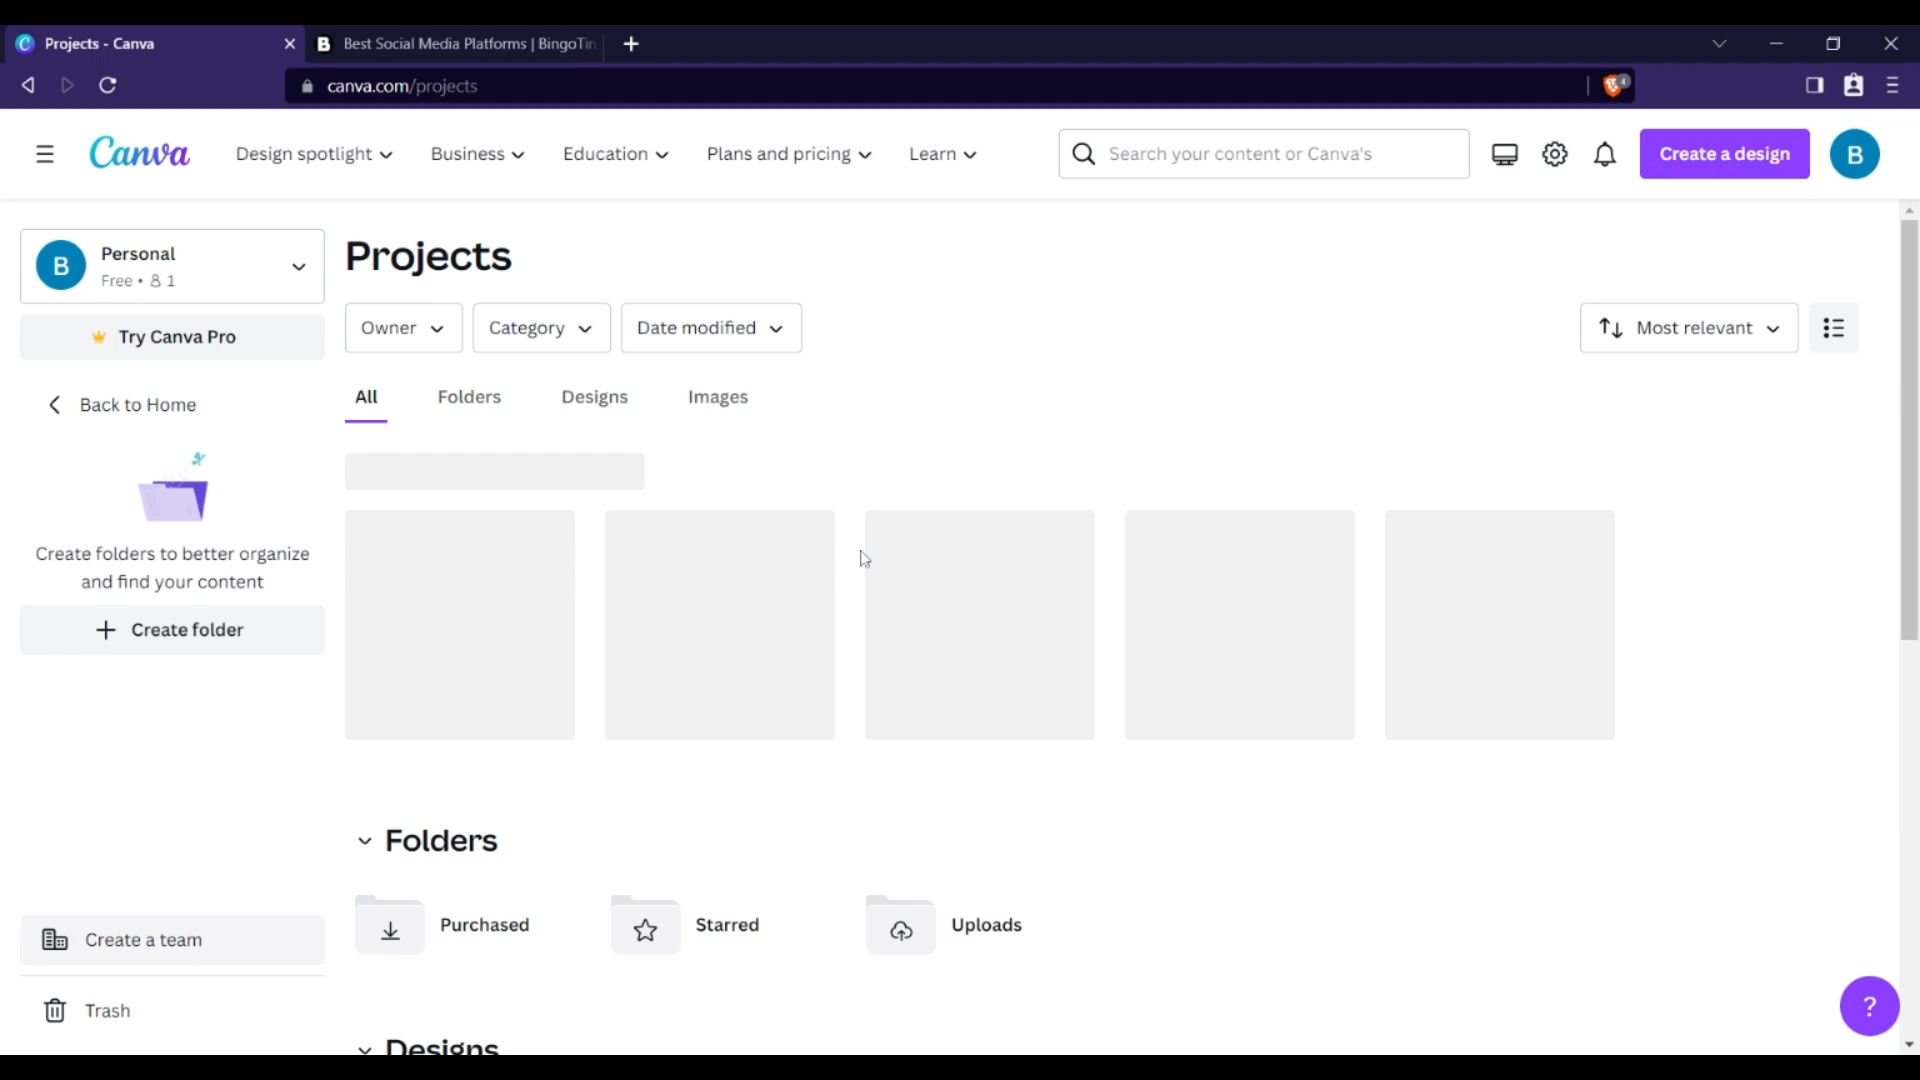 Projects - Canva
Best Social Media Platforms | BingoTin
canva.com/projects
4
Canva
Design spotlight
Business
Education
Plans and pricing
Learn
Search your content or Canva's
Create a design
B
B
Personal
Free • 1
Try Canva Pro
Back to Home
Create folders to better organize
and find your content
Create folder
Create a team
Trash
Projects
Owner
Category
Date modified
Most relevant
All
Folders
Designs
Images
Folders
Purchased
Starred
Uploads
Designs
?